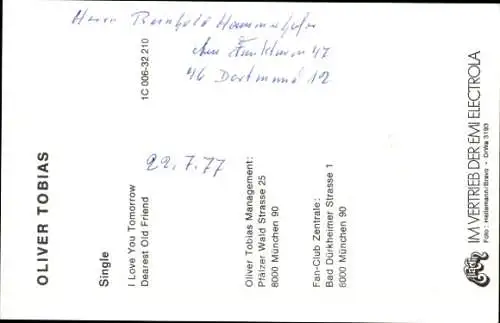 Herrn Reinhold Hammerhofer
Am Funkturm 47
46 Dortmund 12
22.7.77
OLIVER TOBIAS
Single
I Love You Tomorrow
Dearest Old Friend
1C 006-32 210
Oliver Tobias Management:
Pfälzer Wald Strasse 25
8000 München 90
Fan-Club Zentrale:
Bad Dürkheimer Strasse 1
8000 München 90
IM VERTRIEB DER EMI ELECTROLA